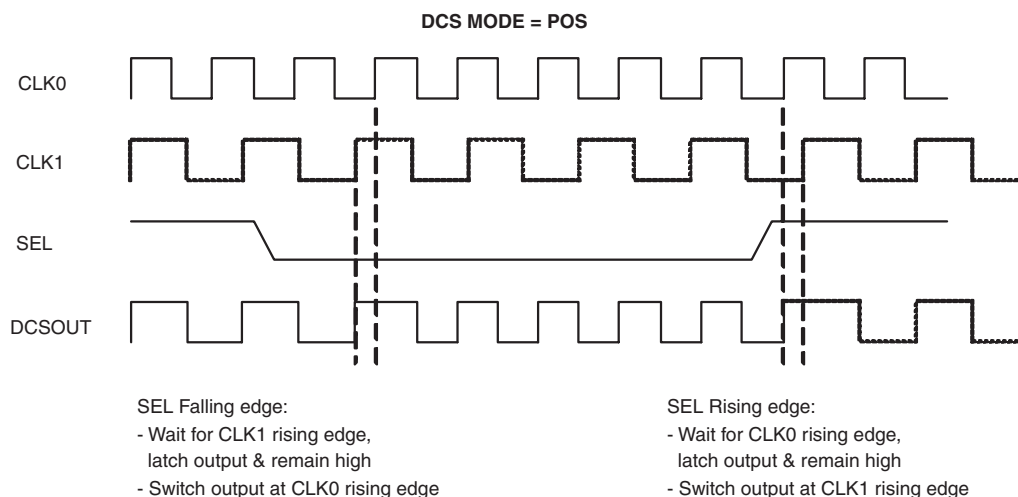 DCS MODE = POS
CLK0
CLK1
SEL
DCSOUT
SEL Falling edge:
- Wait for CLK1 rising edge,
latch output & remain high
- Switch output at CLK0 rising edge
SEL Rising edge:
- Wait for CLK0 rising edge,
latch output & remain high
- Switch output at CLK1 rising edge